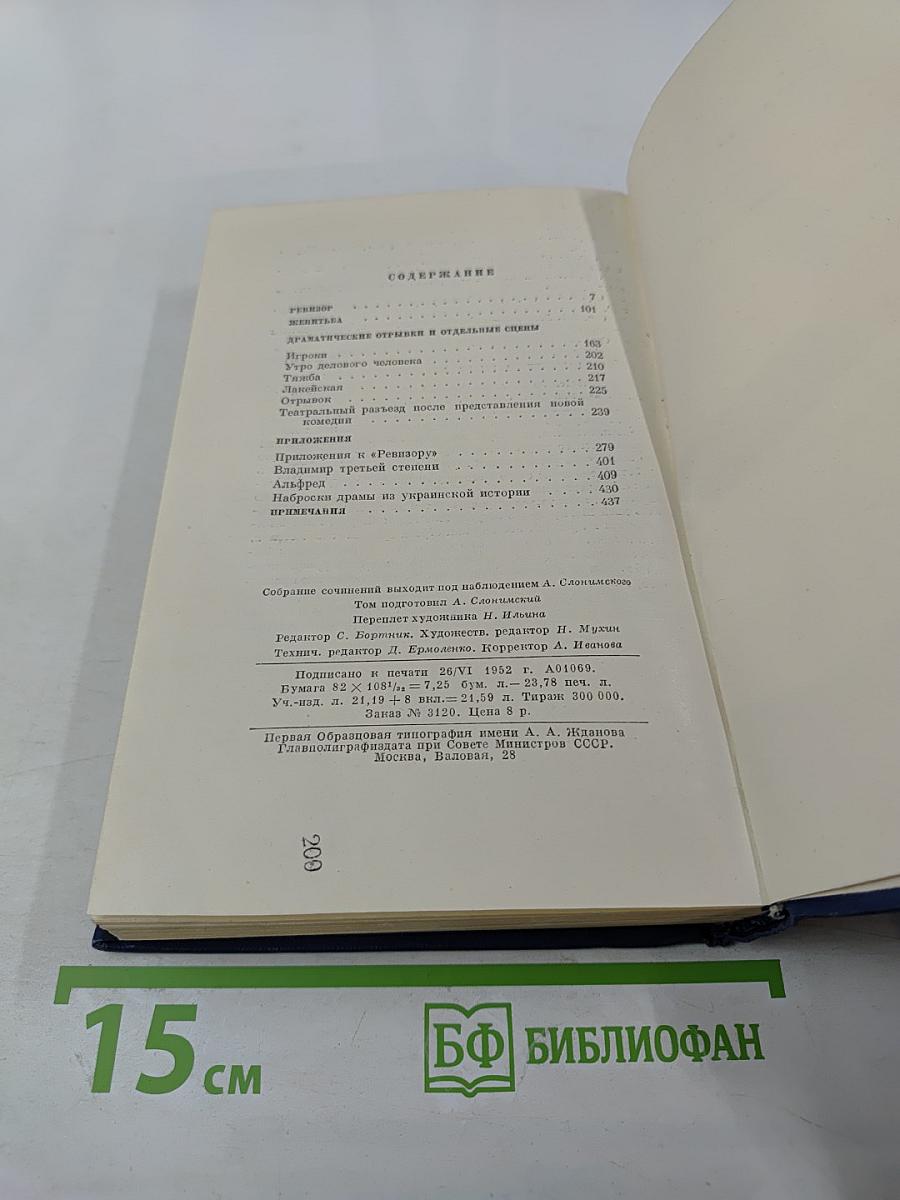 СОДЕРЖАНИЕ
РЕВИЗОР . . . . . . . . . . . . . . . . . . 7
ЖЕНИТЬБА . . . . . . . . . . . . . . . . . 101
ДРАМАТИЧЕСКИЕ ОТРЫВКИ И ОТДЕЛЬНЫЕ СЦЕНЫ
Игроки . . . . . . . . . . . . . . . . . . 163
Утро делового человека . . . . . . . . . . . 202
Тяжба . . . . . . . . . . . . . . . . . . 210
Лакейская . . . . . . . . . . . . . . . . . 217
Отрывок . . . . . . . . . . . . . . . . . 225
Театральный разъезд после представления новой
комедии . . . . . . . . . . . . . . . . 239
ПРИЛОЖЕНИЯ
Приложения к «Ревизору» . . . . . . . . . . 279
Владимир третьей степени . . . . . . . . . . 401
Альфред . . . . . . . . . . . . . . . . . 409
Наброски драмы из украинской истории . . . . 430
ПРИМЕЧАНИЯ . . . . . . . . . . . . . . . 437
Собрание сочинений выходит под наблюдением А. Слонимского
Том подготовил А. Слонимский
Переплет художника Н. Ильина
Редактор С. Бортник. Художеств. редактор Н. Мухин
Технич. редактор Д. Ермоленко. Корректор А. Иванова
Подписано к печати 26/VI 1952 г. А01069.
Бумага 82 × 108¹/₃₂ = 7,25 бум. л. — 23,78 печ. л.
Уч.-изд. л. 21,19 + 8 вкл. = 21,59 л. Тираж 300 000.
Заказ № 3120. Цена 8 р.
Первая Образцовая типография имени А. А. Жданова
Главполиграфиздата при Совете Министров СССР.
Москва, Валовая, 28
209
15 см
БФ БИБЛИОФАН